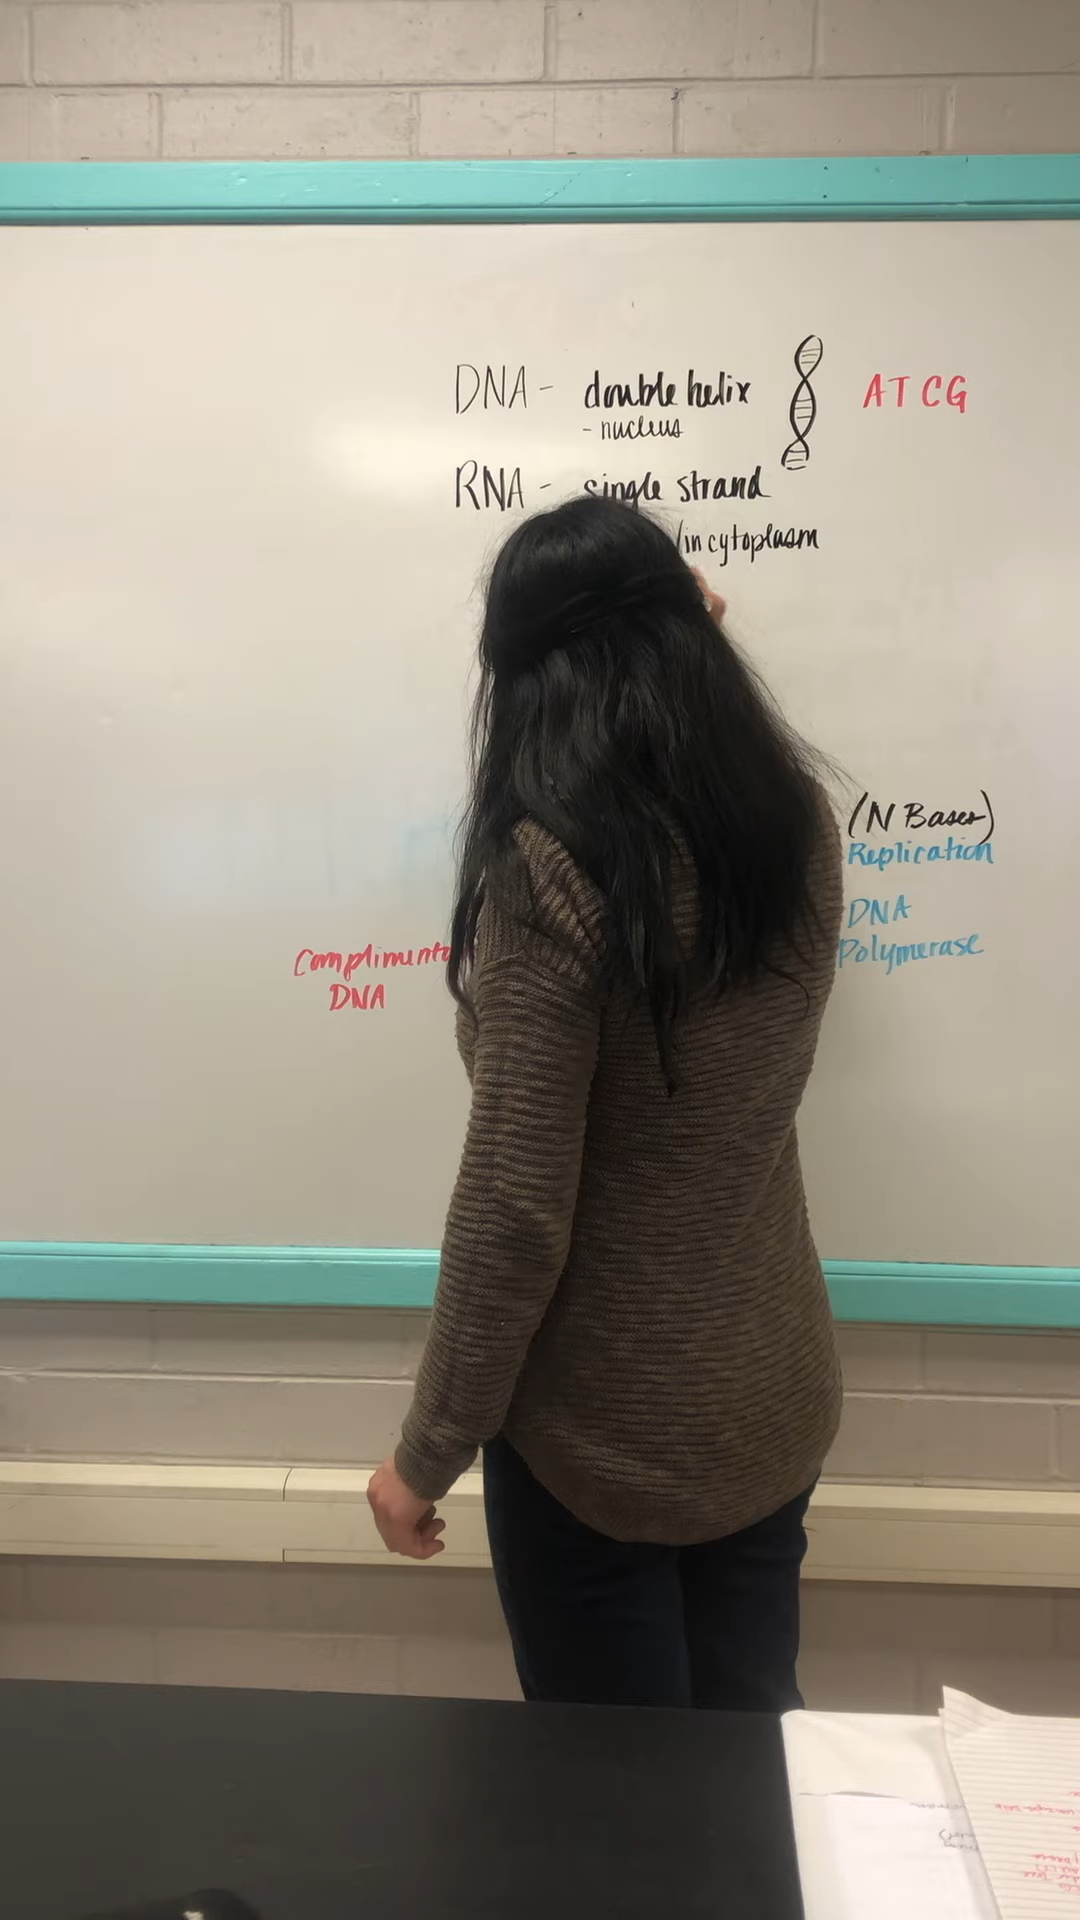 DNA - double helix ATCG
- nucleus
RNA - single strand
/in cytoplasm
(N Bases)
Replication
DNA
Polymerase
Complimenta
DNA